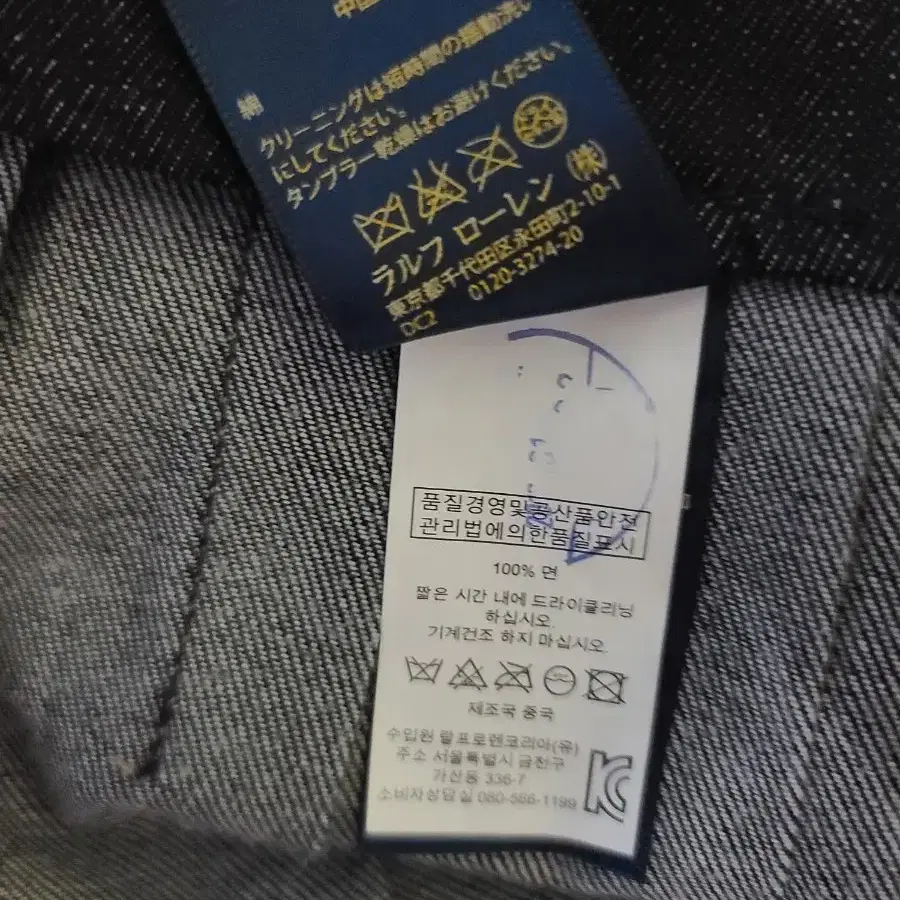 中国
綿
クリーニングは短時間の揺動洗い
にしてください。
タンブラー乾燥はお避けください。
ラルフ ローレン (株)
東京都千代田区永田町2-10-1
DC2 0120-3274-20
품질경영및공산품안전
관리법에의한품질표시
100% 면
짧은 시간 내에 드라이클리닝
하십시오.
기계건조 하지 마십시오.
제조국 중국
수입원 랄프로렌코리아(유)
주소 서울특별시 금천구
가산동 336-7
소비자상담실 080-566-1199
KC